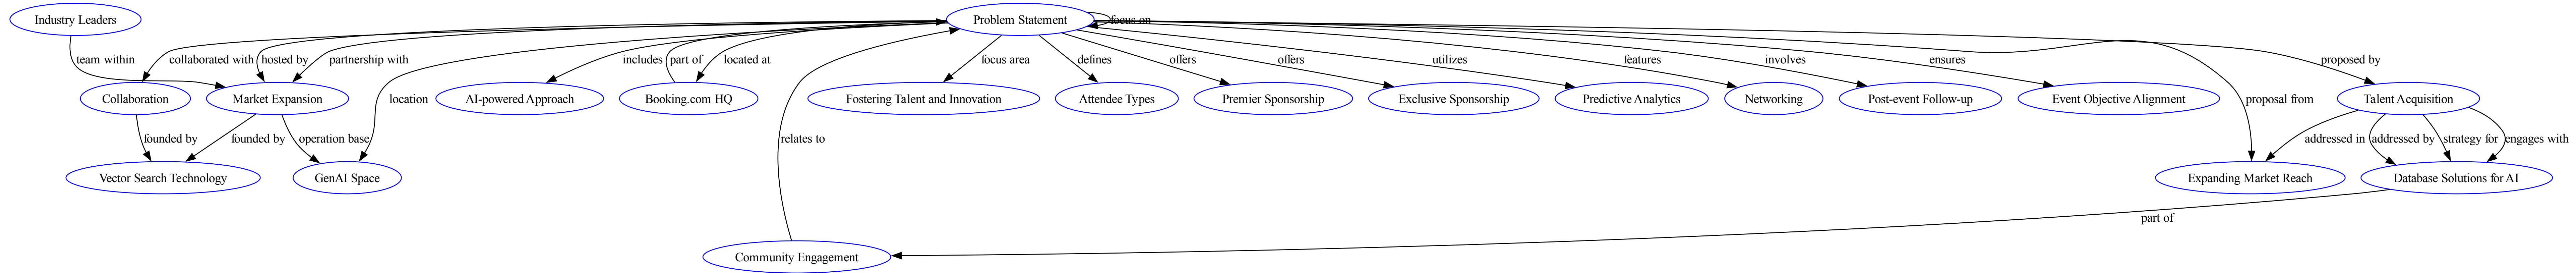 Industry Leaders
Problem Statement
focus on
team within
collaborated with
hosted by
partnership with
includes
part of
located at
focus area
defines
offers
offers
utilizes
features
involves
ensures
proposed by
Collaboration
Market Expansion
location
AI-powered Approach
Booking.com HQ
Fostering Talent and Innovation
Attendee Types
Premier Sponsorship
Exclusive Sponsorship
Predictive Analytics
Networking
Post-event Follow-up
Event Objective Alignment
proposal from
Talent Acquisition
founded by
founded by
operation base
relates to
addressed in
addressed by
strategy for
engages with
Vector Search Technology
GenAI Space
Expanding Market Reach
Database Solutions for AI
part of
Community Engagement